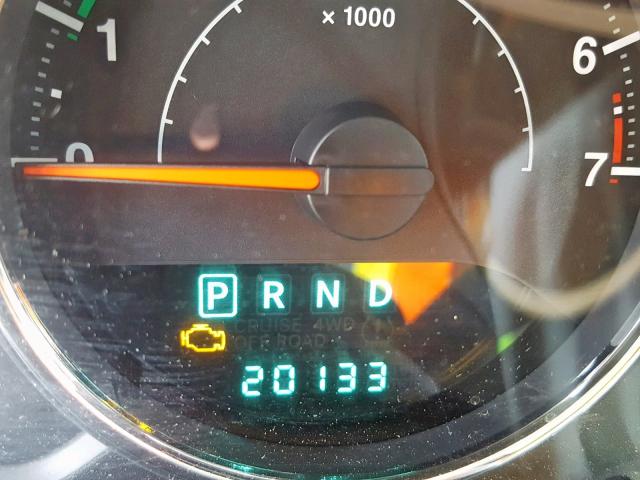 × 1000
1
6
0
7
P R N D
CRUISE 4WD
OFF ROAD
20133